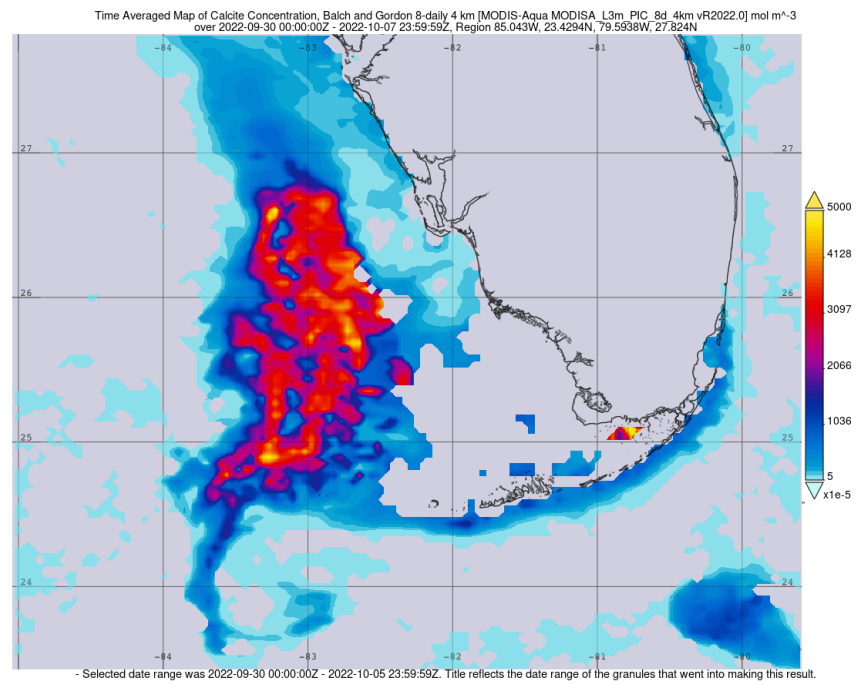 Time Averaged Map of Calcite Concentration, Balch and Gordon 8-daily 4 km [MODIS-Aqua MODISA_L3m_PIC_8d_4km vR2022.0] mol m^-3
over 2022-09-30 00:00:00Z - 2022-10-07 23:59:59Z, Region 85.043W, 23.4294N, 79.5938W, 27.824N
-84 -83 -82 -81 -80
27 27
26 26
25 25
24 24
-84 -83 -82 -81 -80
5000
4128
3097
2066
1036
5
x1e-5
- Selected date range was 2022-09-30 00:00:00Z - 2022-10-05 23:59:59Z. Title reflects the date range of the granules that went into making this result.